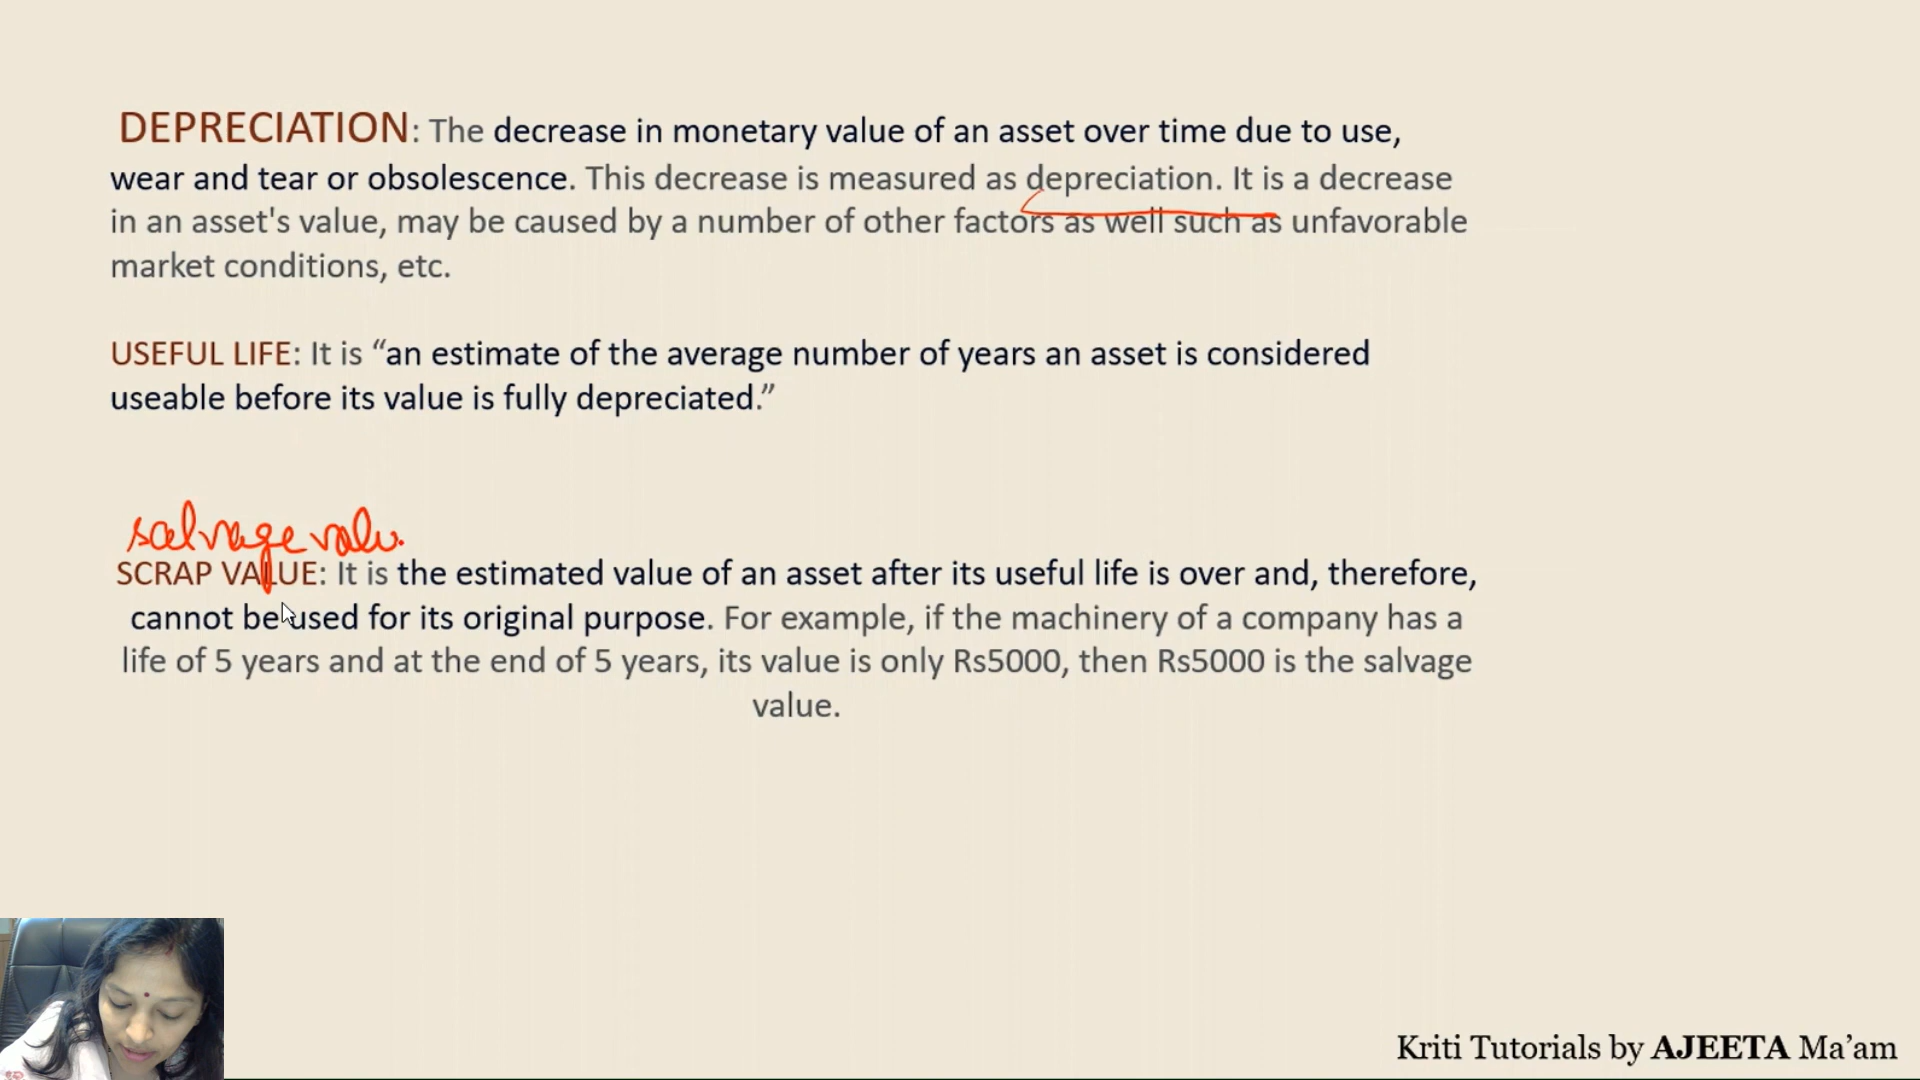 DEPRECIATION: The decrease in monetary value of an asset over time due to use,
wear and tear or obsolescence. This decrease is measured as depreciation. It is a decrease
in an asset's value, may be caused by a number of other factors as well such as unfavorable
market conditions, etc.
USEFUL LIFE: It is “an estimate of the average number of years an asset is considered
useable before its value is fully depreciated.”
salvage valu.
SCRAP VALUE: It is the estimated value of an asset after its useful life is over and, therefore,
cannot be used for its original purpose. For example, if the machinery of a company has a
life of 5 years and at the end of 5 years, its value is only Rs5000, then Rs5000 is the salvage
value.
Kriti Tutorials by AJEETA Ma’am